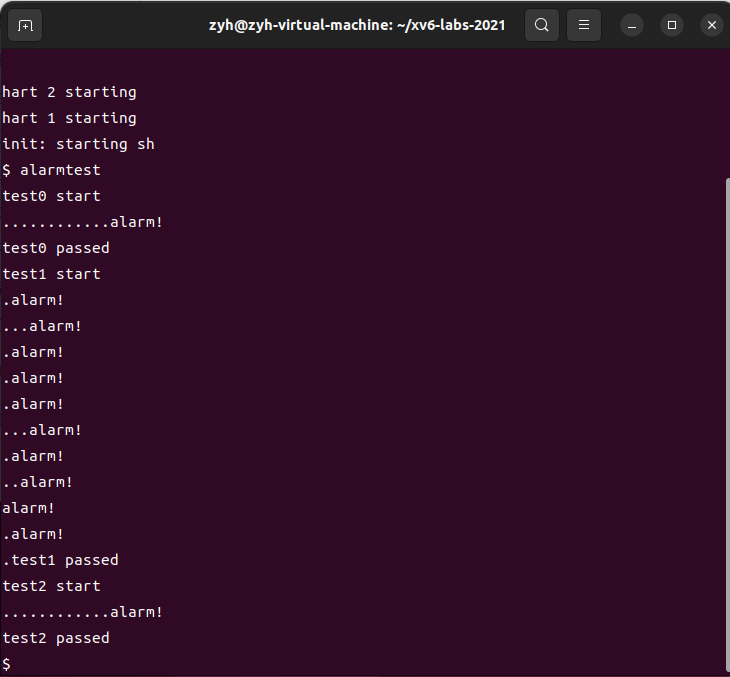 zyh@zyh-virtual-machine: ~/xv6-labs-2021
hart 2 starting
hart 1 starting
init: starting sh
$ alarmtest
test0 start
............alarm!
test0 passed
test1 start
.alarm!
...alarm!
.alarm!
.alarm!
.alarm!
...alarm!
.alarm!
..alarm!
alarm!
.alarm!
.test1 passed
test2 start
............alarm!
test2 passed
$